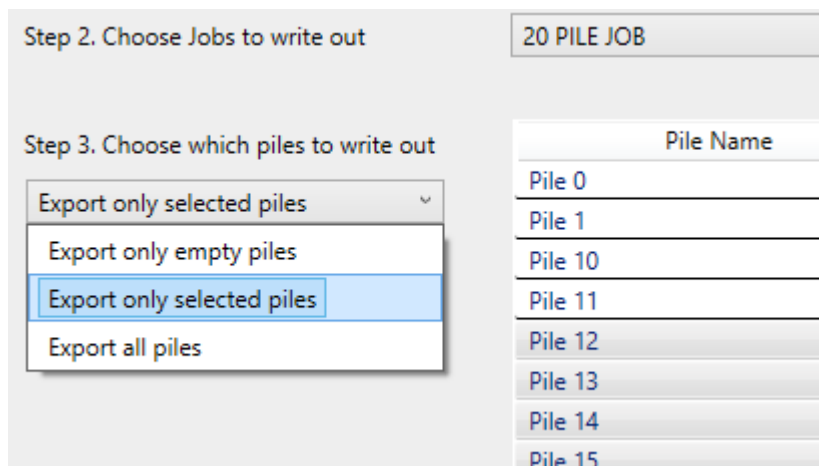 Step 2. Choose Jobs to write out
20 PILE JOB
Step 3. Choose which piles to write out
Export only selected piles
Export only empty piles
Export only selected piles
Export all piles
Pile Name
Pile 0
Pile 1
Pile 10
Pile 11
Pile 12
Pile 13
Pile 14
Pile 15